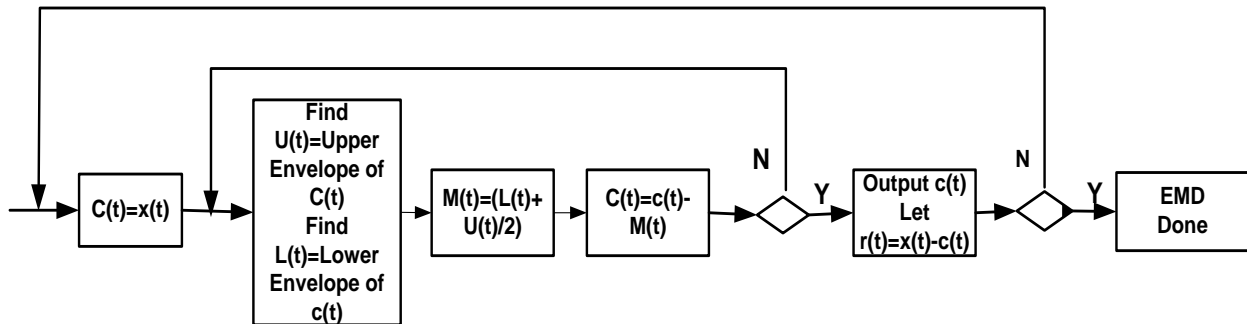 C(t)=x(t)
Find
U(t)=Upper
Envelope of
C(t)
Find
L(t)=Lower
Envelope of
c(t)
M(t)=(L(t)+
U(t)/2)
C(t)=c(t)-
M(t)
N
Y
Output c(t)
Let
r(t)=x(t)-c(t)
N
Y
EMD
Done